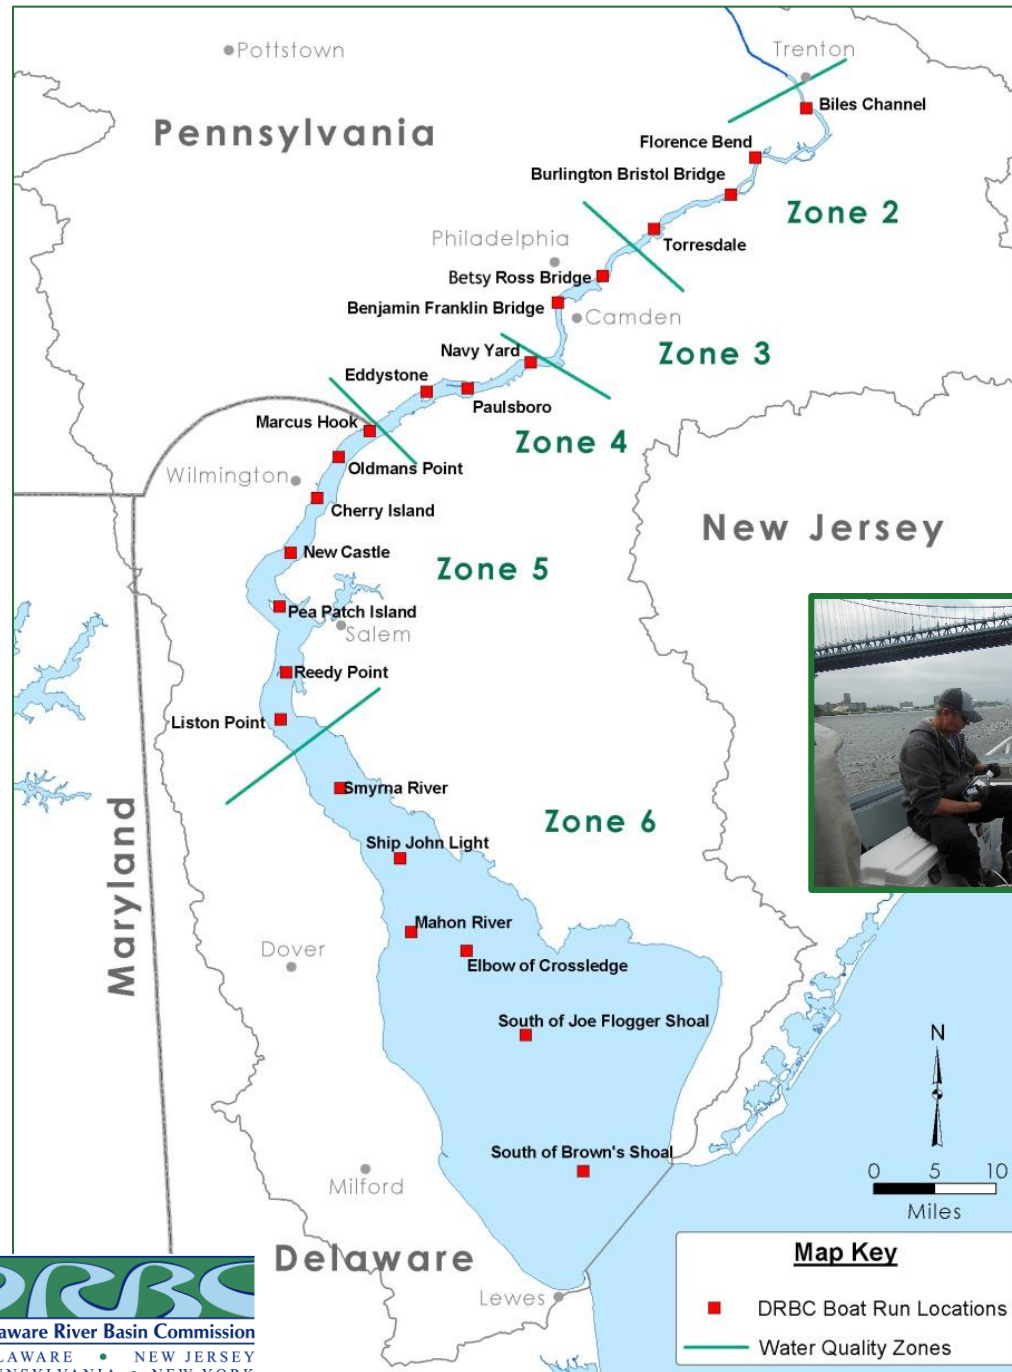 Pottstown
Trenton
Pennsylvania
Biles Channel
Florence Bend
Burlington Bristol Bridge
Zone 2
Philadelphia
Torresdale
Betsy Ross Bridge
Benjamin Franklin Bridge
Camden
Navy Yard
Zone 3
Eddystone
Paulsboro
Marcus Hook
Zone 4
Oldmans Point
Wilmington
Cherry Island
New Jersey
New Castle
Zone 5
Pea Patch Island
Salem
Reedy Point
Liston Point
Smyrna River
Maryland
Zone 6
Ship John Light
Mahon River
Dover
Elbow of Crossledge
South of Joe Flogger Shoal
N
South of Brown's Shoal
Milford
0 5 10
Miles
Delaware
Lewes
Map Key
DRBC Boat Run Locations
Water Quality Zones
DRBC
aware River Basin Commission
LAWARE • NEW JERSEY
NNSYLVANIA • NEW YORK